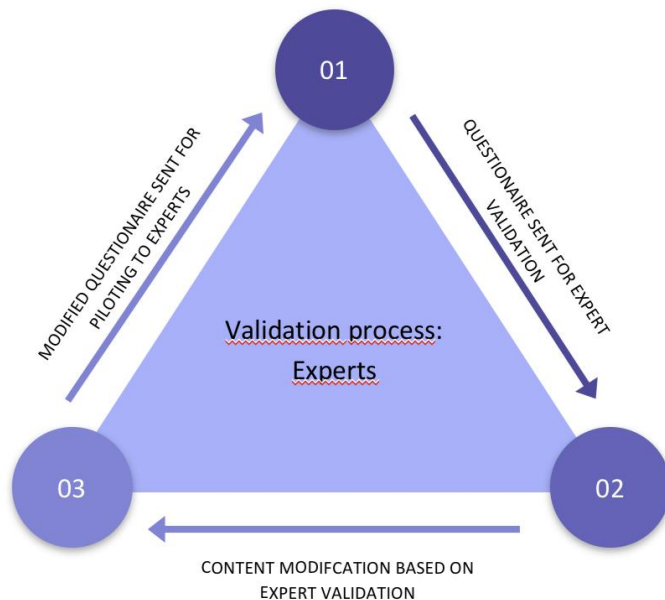 01
QUESTIONAIRE SENT FOR EXPERT
VALIDATION
MODIFIED QUESTIONAIRE SENT FOR
PILOTING TO EXPERTS
Validation process:
Experts
03
02
CONTENT MODIFCATION BASED ON
EXPERT VALIDATION